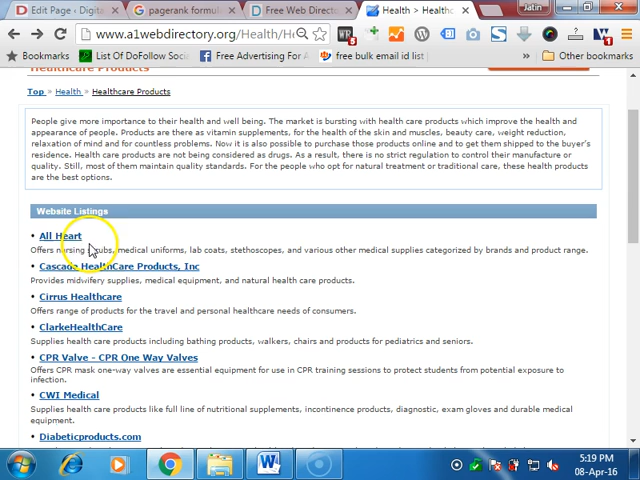 Edit Page ‹ Digita
pagerank formul
Free Web Direct
Health > Healthc
Jatin
www.a1webdirectory.org/Health/H
Bookmarks
List Of DoFollow Soci
Free Advertising For
free bulk email id list
Other bookmarks
Healthcare Products
Top » Health » Healthcare Products
People give more importance to their health and well being. The market is bursting with health care products which improve the health and
appearance of people. Products are there as vitamin supplements, for the health of the skin and muscles, beauty care, weight reduction,
relaxation of mind and for countless problems. Now it is also possible to purchase those products online and to get them shipped to the buyer's
residence. Health care products are not being considered as drugs. As a result, there is no strict regulation to control their manufacture or
quality. Still, most of them maintain quality standards. For the people who opt for natural treatment or traditional care, these health products
are the best options.
Website Listings
• All Heart
Offers nursing scrubs, medical uniforms, lab coats, stethoscopes, and various other medical supplies categorized by brands and product range.
• Cascade HealthCare Products, Inc
Provides midwifery supplies, medical equipment, and natural health care products.
• Cirrus Healthcare
Offers range of products for the travel and personal healthcare needs of consumers.
• ClarkeHealthCare
Supplies health care products including bathing products, walkers, chairs and products for pediatrics and seniors.
• CPR Valve - CPR One Way Valves
Offers CPR mask one-way valves are essential equipment for use in CPR training sessions to protect students from potential exposure to
infection.
• CWI Medical
Supplies health care products like full line of nutritional supplements, incontinence products, diagnostic, exam gloves and durable medical
equipment.
• Diabeticproducts.com
5:19 PM
08-Apr-16